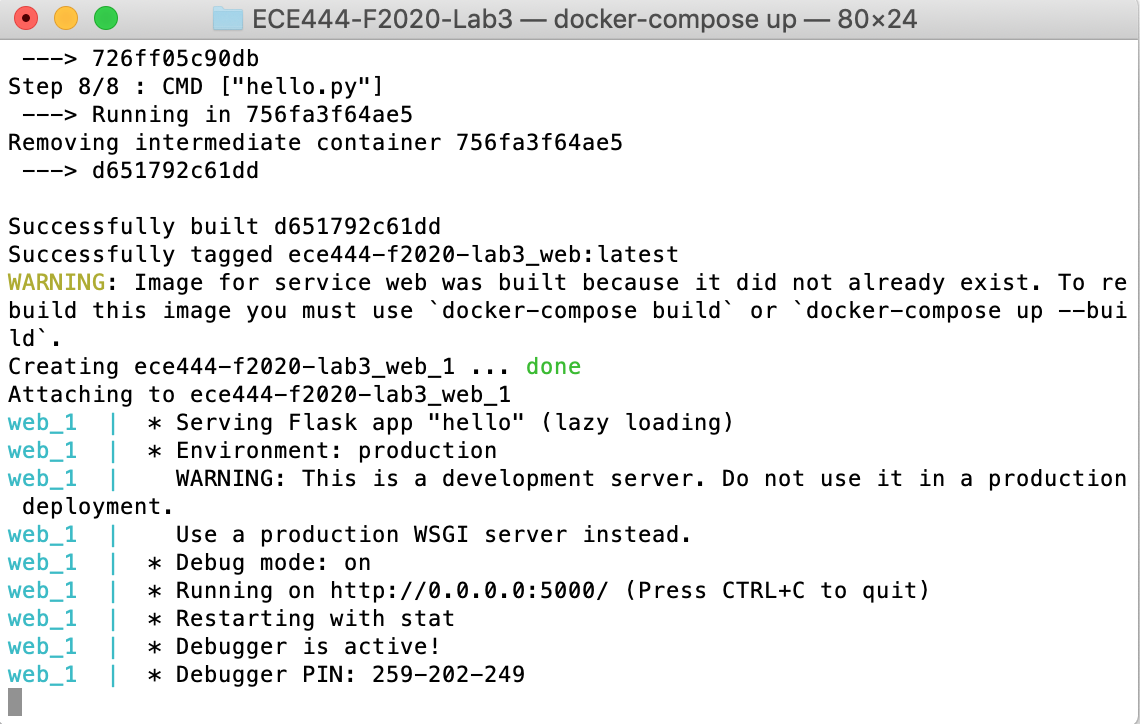 ECE444-F2020-Lab3 — docker-compose up — 80×24
---> 726ff05c90db
Step 8/8 : CMD ["hello.py"]
---> Running in 756fa3f64ae5
Removing intermediate container 756fa3f64ae5
---> d651792c61dd
Successfully built d651792c61dd
Successfully tagged ece444-f2020-lab3_web:latest
WARNING: Image for service web was built because it did not already exist. To re
build this image you must use `docker-compose build` or `docker-compose up --bui
ld`.
Creating ece444-f2020-lab3_web_1 ... done
Attaching to ece444-f2020-lab3_web_1
web_1  |  * Serving Flask app "hello" (lazy loading)
web_1  |  * Environment: production
web_1  |    WARNING: This is a development server. Do not use it in a production
 deployment.
web_1  |    Use a production WSGI server instead.
web_1  |  * Debug mode: on
web_1  |  * Running on http://0.0.0.0:5000/ (Press CTRL+C to quit)
web_1  |  * Restarting with stat
web_1  |  * Debugger is active!
web_1  |  * Debugger PIN: 259-202-249